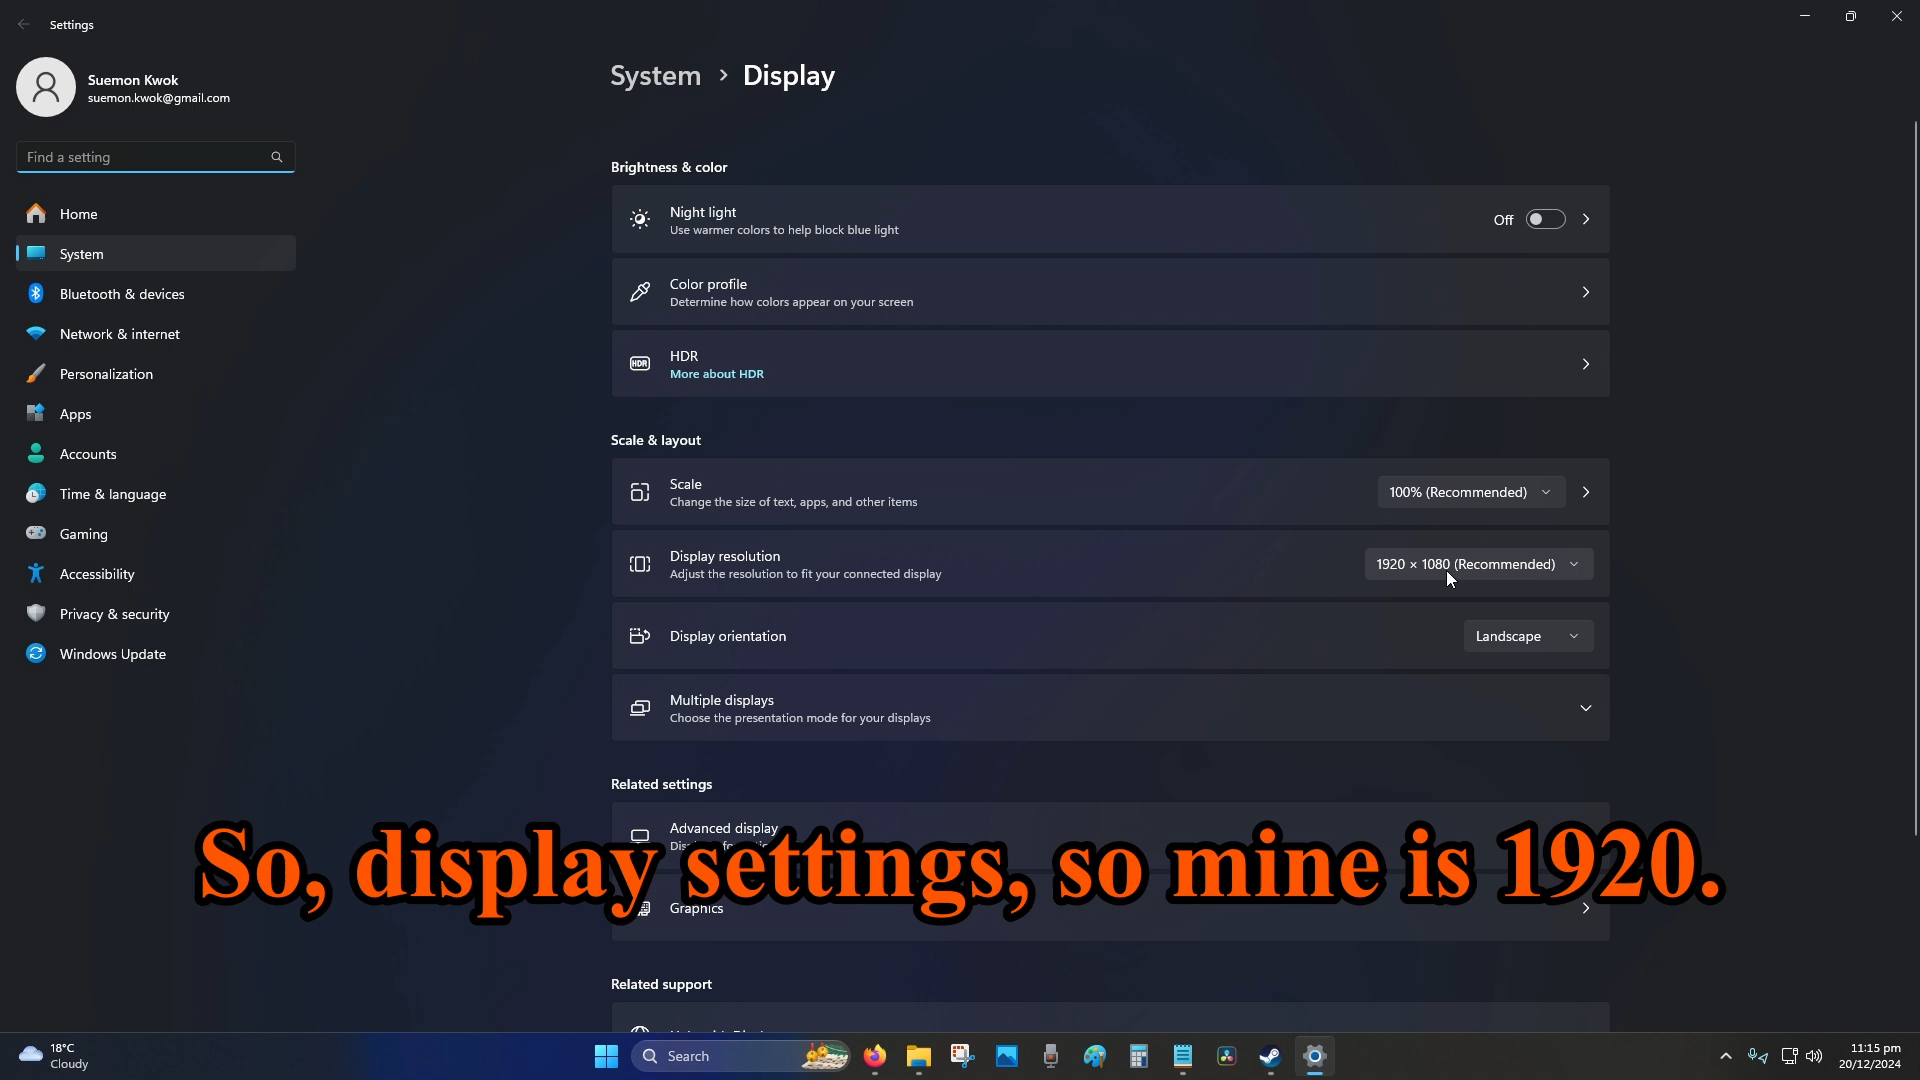 Settings
Suemon Kwok
suemon.kwok@gmail.com
Find a setting
Home
System
Bluetooth & devices
Network & internet
Personalization
Apps
Accounts
Time & language
Gaming
Accessibility
Privacy & security
Windows Update
System > Display
Brightness & color
Night light
Use warmer colors to help block blue light
Off
Color profile
Determine how colors appear on your screen
HDR
HDR
More about HDR
Scale & layout
Scale
Change the size of text, apps, and other items
100% (Recommended)
Display resolution
Adjust the resolution to fit your connected display
1920 × 1080 (Recommended)
Display orientation
Landscape
Multiple displays
Choose the presentation mode for your displays
Related settings
Advanced display
So, display settings, so mine is 1920.
Graphics
Related support
18°C
Cloudy
Search
11:15 pm
20/12/2024